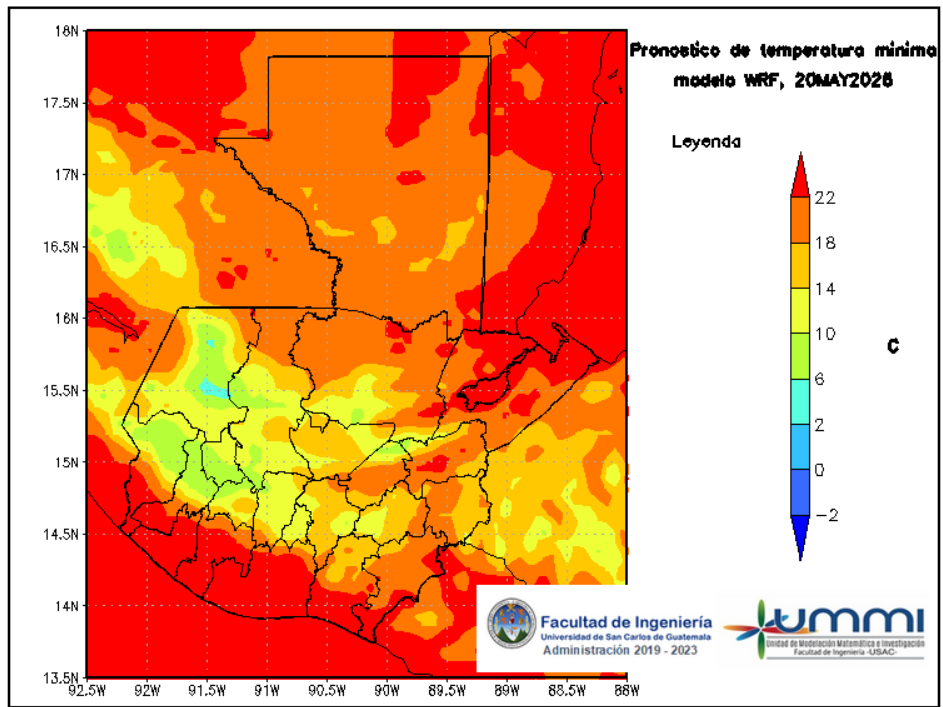 Pronostico de temperatura minima
modelo WRF, 20MAY2026
Leyenda
22
18
14
10
6
2
0
−2
C
18N
17.5N
17N
16.5N
16N
15.5N
15N
14.5N
14N
13.5N
92.5W 92W 91.5W 91W 90.5W 90W 89.5W 89W 88.5W 88W
Facultad de Ingeniería
Universidad de San Carlos de Guatemala
Administración 2019 - 2023
ummi
Unidad de Modelación Matemática e Investigación
Facultad de Ingeniería -USAC-